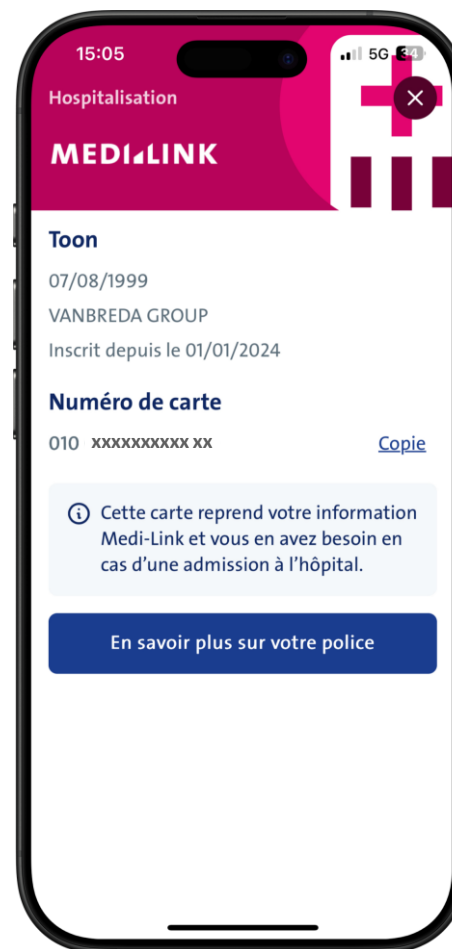 15:05
5G 34
Hospitalisation
MEDI-LINK
Toon
07/08/1999
VANBREDA GROUP
Inscrit depuis le 01/01/2024
Numéro de carte
010 xxxxxxxxxx xx
Copie
Cette carte reprend votre information
Medi-Link et vous en avez besoin en
cas d'une admission à l'hôpital.
En savoir plus sur votre police